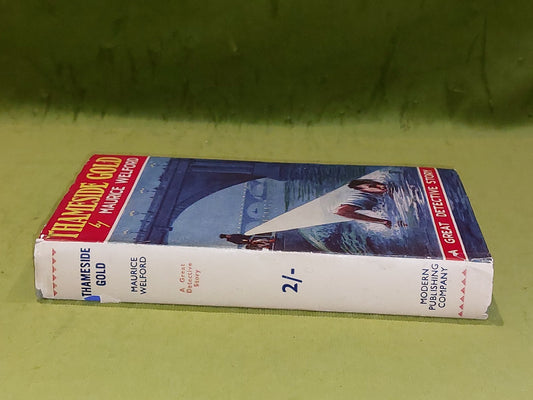 THAMESIDE GOLD
by MAURICE WELFORD
A GREAT DETECTIVE STORY
THAMESIDE
GOLD
MAURICE
WELFORD
A Great
Detective
Story
2/-
MODERN
PUBLISHING
COMPANY